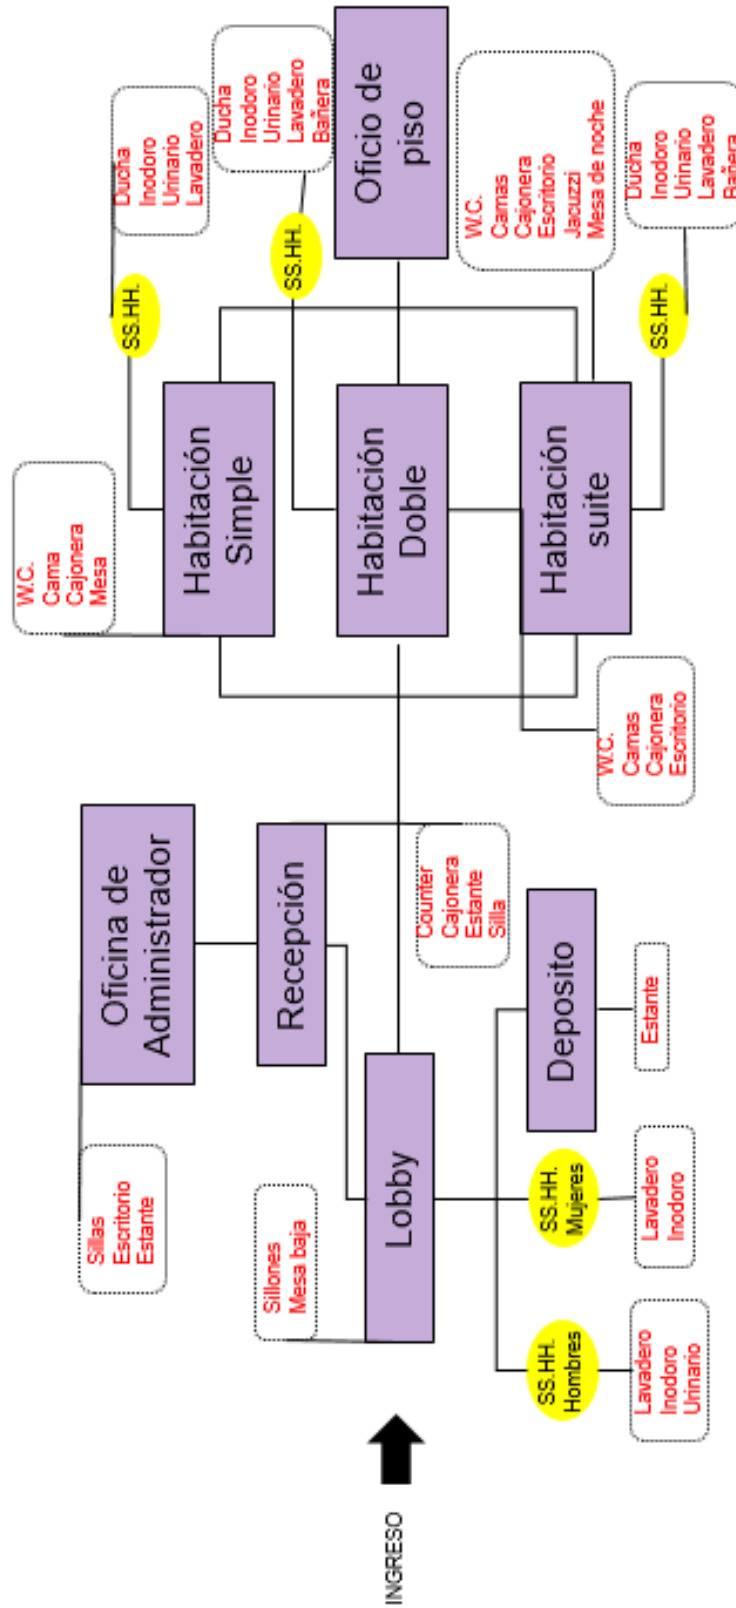 INGRESO
Sillas
Escritorio
Estante
Oficina de
Administrador
Sillones
Mesa baja
Recepción
Lobby
Counter
Cajonera
Estante
Silla
SS.HH.
Hombres
Lavadero
Inodoro
Urinario
SS.HH.
Mujeres
Lavadero
Inodoro
Deposito
Estante
W.C.
Cama
Cajonera
Mesa
Habitación
Simple
SS.HH.
Ducha
Inodoro
Urinario
Lavadero
Habitación
Doble
SS.HH.
Ducha
Inodoro
Urinario
Lavadero
Bañera
W.C.
Camas
Cajonera
Escritorio
Habitación
suite
W.C.
Camas
Cajonera
Escritorio
Jacuzzi
Mesa de noche
SS.HH.
Ducha
Inodoro
Urinario
Lavadero
Bañera
Oficio de
piso